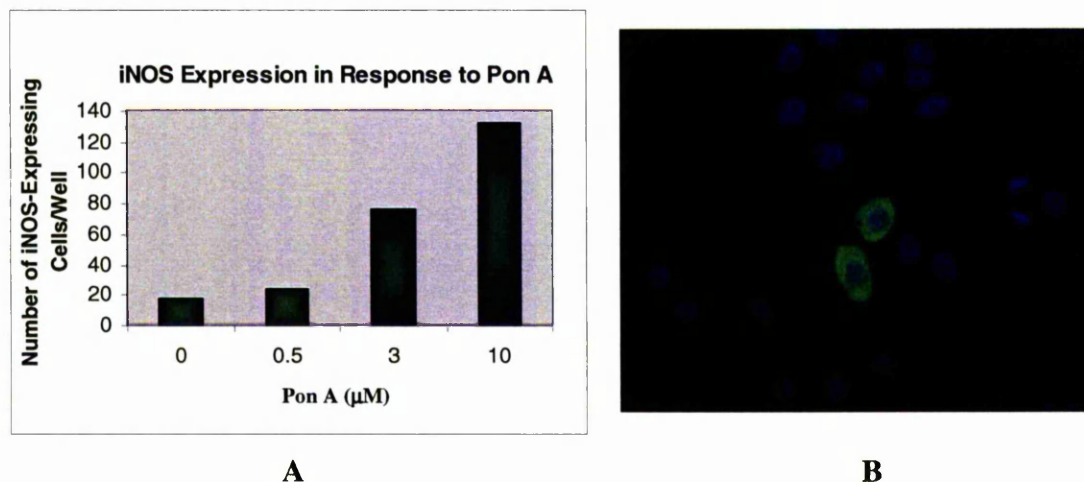 iNOS Expression in Response to Pon A
Number of iNOS-Expressing
Cells/Well
140
120
100
80
60
40
20
0
0 0.5 3 10
Pon A (µM)
A B